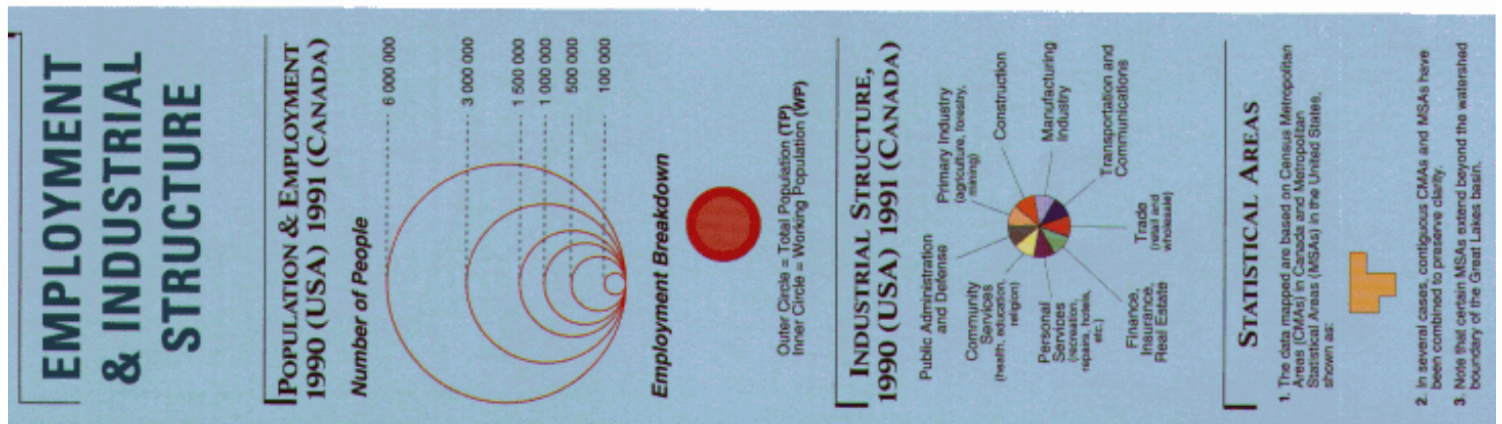 EMPLOYMENT
& INDUSTRIAL
STRUCTURE
POPULATION & EMPLOYMENT
1990 (USA) 1991 (CANADA)
Number of People
6 000 000
3 000 000
1 500 000
1 000 000
500 000
100 000
Employment Breakdown
Outer Circle = Total Population (TP)
Inner Circle = Working Population (WP)
INDUSTRIAL STRUCTURE,
1990 (USA) 1991 (CANADA)
Public Administration
and Defense
Primary Industry
(agriculture, forestry,
mining)
Community
Services
(health, education,
religion)
Construction
Personal
Services
(recreation,
repairs, hotels,
etc.)
Manufacturing
Industry
Finance,
Insurance,
Real Estate
Trade
(retail and
wholesale)
Transportation and
Communications
STATISTICAL AREAS
1. The data mapped are based on Census Metropolitan
Areas (CMAs) in Canada and Metropolitan
Statistical Areas (MSAs) in the United States,
shown as:
2. In several cases, contiguous CMAs and MSAs have
been combined to preserve clarity.
3. Note that certain MSAs extend beyond the watershed
boundary of the Great Lakes basin.